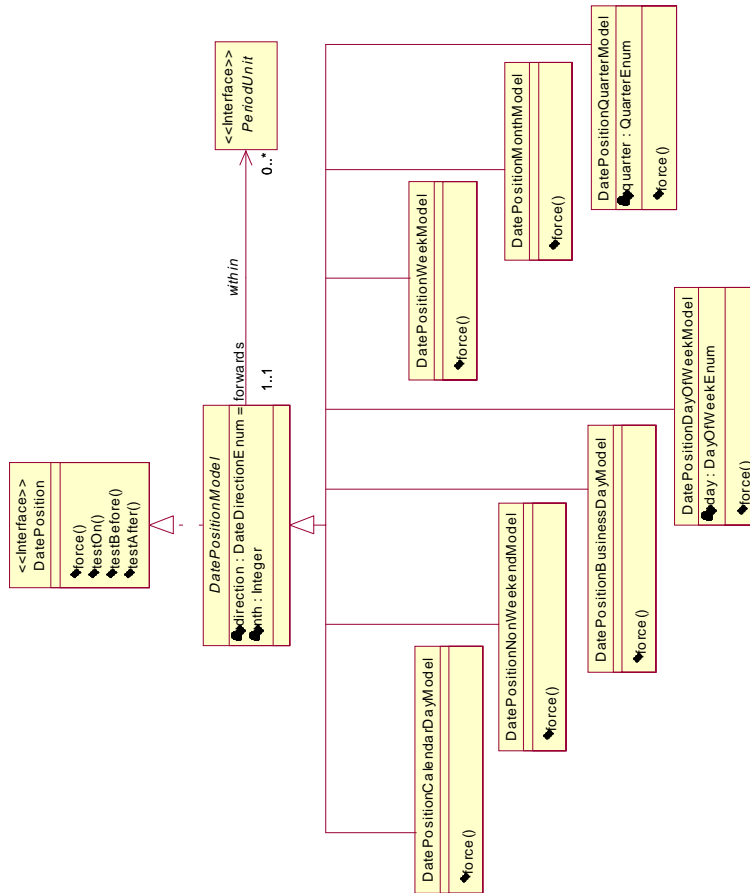 <<Interface>>
DatePosition
force()
testOn()
testBefore()
testAfter()
DatePositionModel
direction : DateDirectionEnum = forwards
nth : Integer
1..1
within
0..*
<<Interface>>
PeriodUnit
DatePositionCalendarDayModel
force()
DatePositionNonWeekendModel
force()
DatePositionBusinessDayModel
force()
DatePositionDayOfWeekModel
day : DayOfWeekEnum
force()
DatePositionWeekModel
force()
DatePositionMonthModel
force()
DatePositionQuarterModel
quarter : QuarterEnum
force()